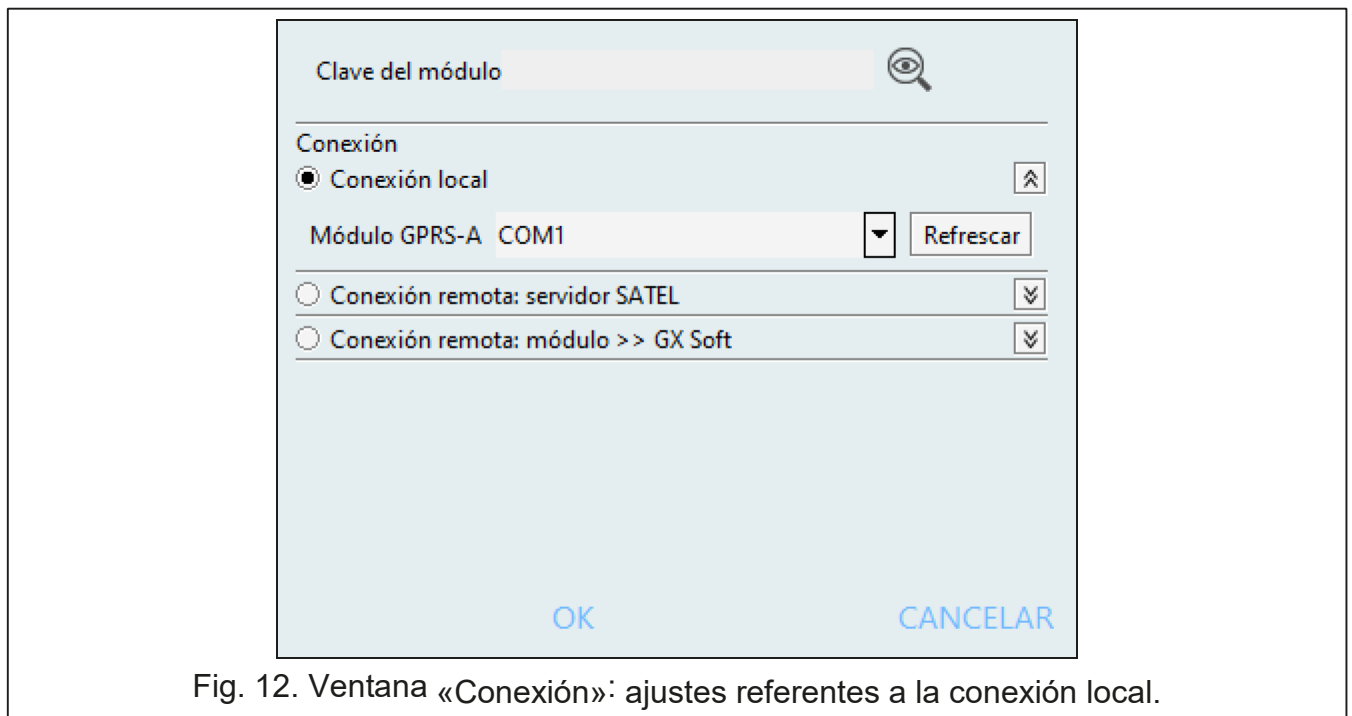 Clave del módulo
Conexión
Conexión local
Módulo GPRS-A COM1 Refrescar
Conexión remota: servidor SATEL
Conexión remota: módulo >> GX Soft
OK CANCELAR
Fig. 12. Ventana «Conexión»: ajustes referentes a la conexión local.